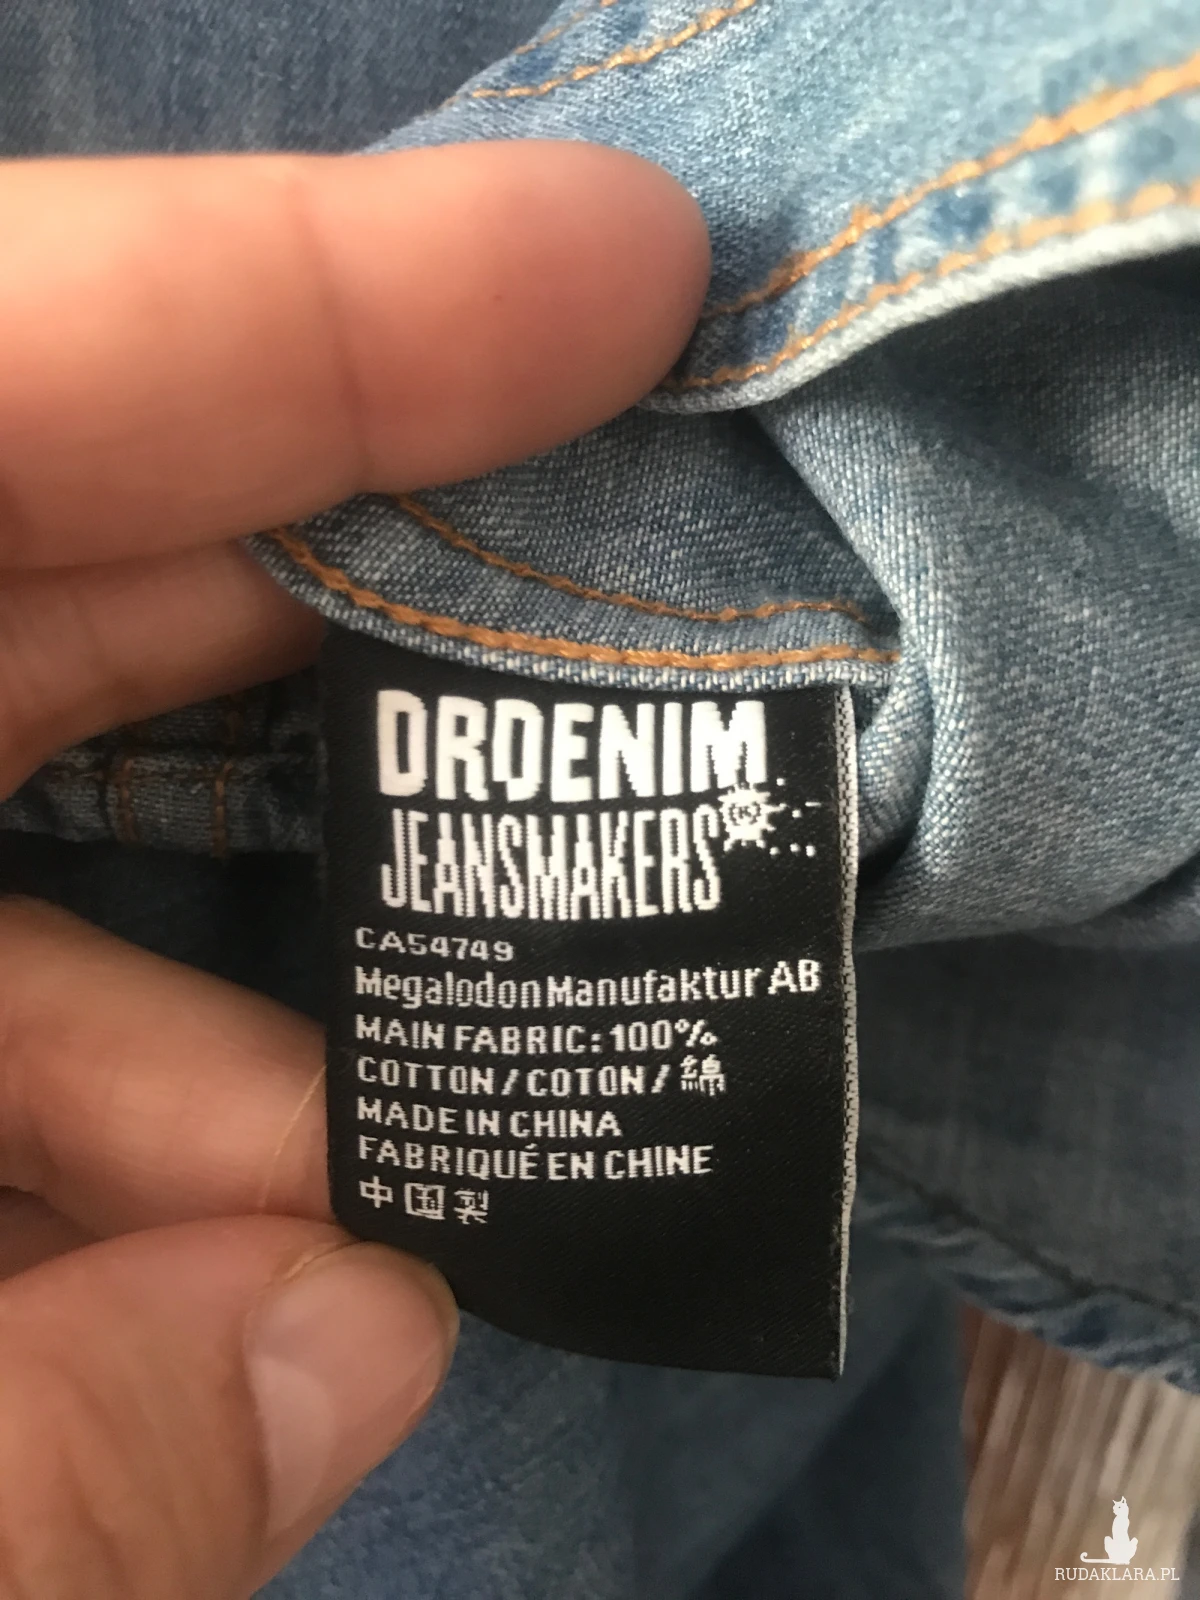 DRDENIM
JEANSMAKERS
CA54749
Megalodon Manufaktur AB
MAIN FABRIC: 100%
COTTON / COTON / 綿
MADE IN CHINA
FABRIQUÉ EN CHINE
中国製
RUDAKLARA.PL